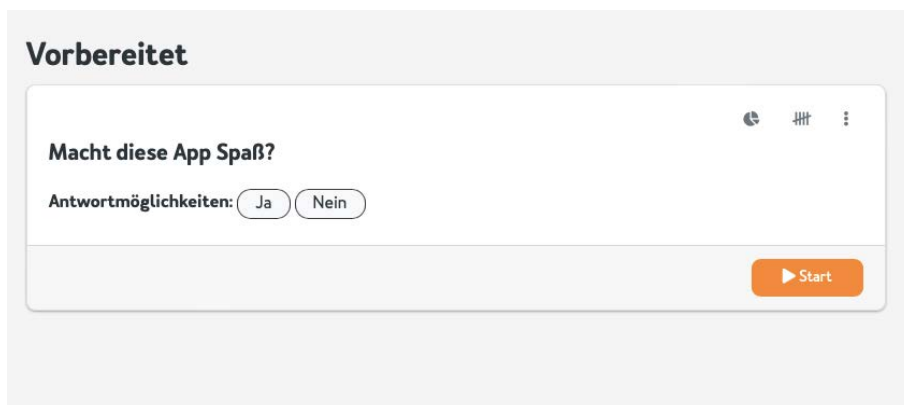 Vorbereitet
Macht diese App Spaß?
Antwortmöglichkeiten: Ja Nein
Start